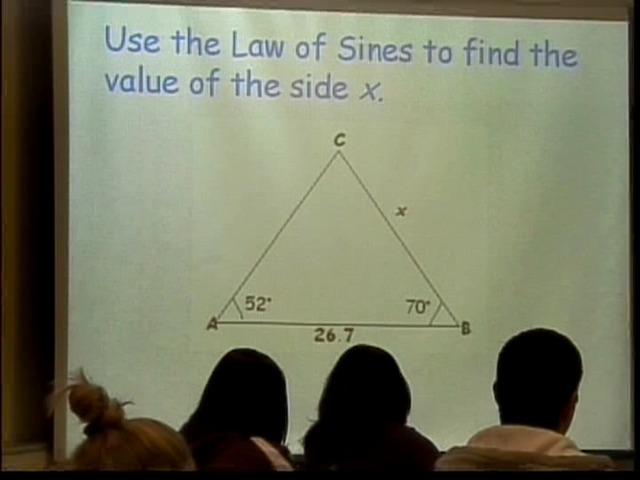 Use the Law of Sines to find the
value of the side x.
C
x
52°
70°
A
B
26.7